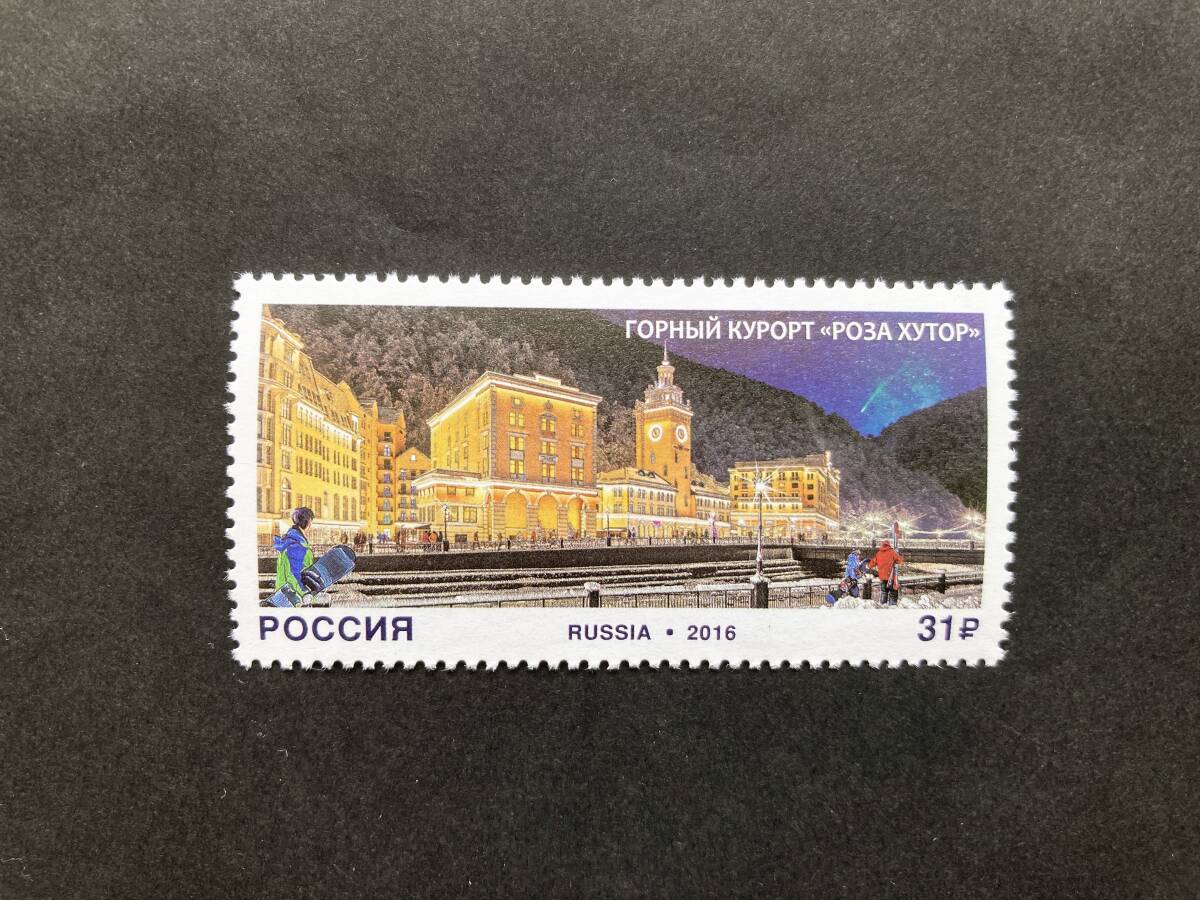 ГОРНЫЙ КУРОРТ «РОЗА ХУТОР»
РОССИЯ
RUSSIA • 2016
31₽